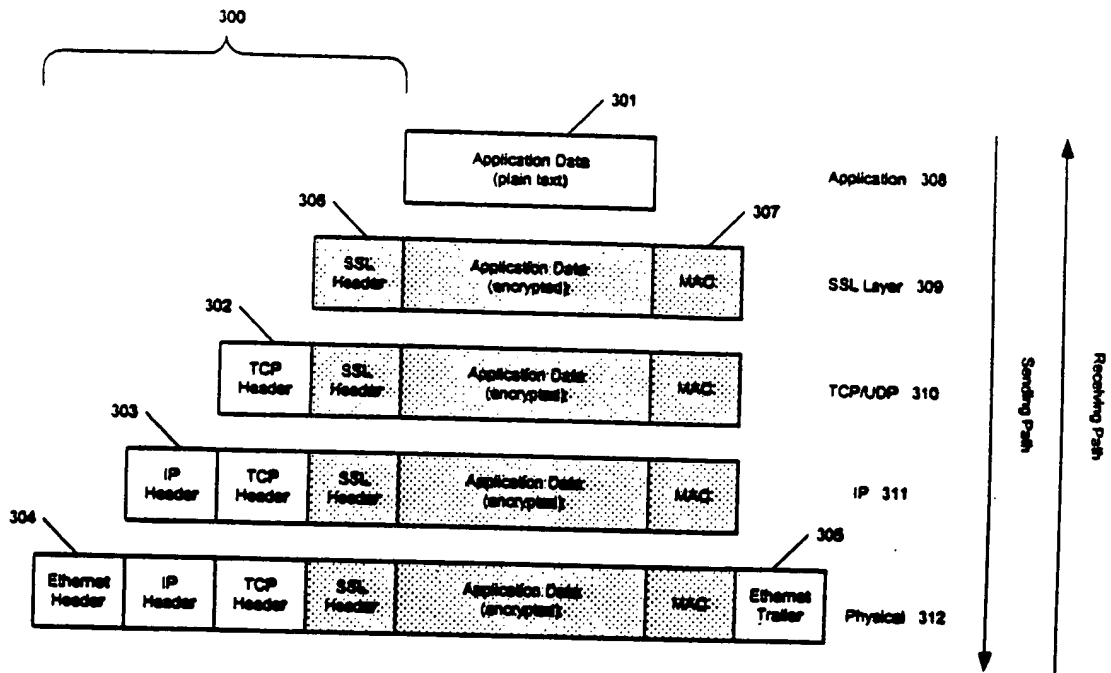 300
301
Application Data
(plain text)
Application 308
306
307
SSL
Header
Application Data
(encrypted)
MAC
SSL Layer 309
302
TCP
Header
SSL
Header
Application Data
(encrypted)
MAC
TCP/UDP 310
303
IP
Header
TCP
Header
SSL
Header
Application Data
(encrypted)
MAC
IP 311
304
305
Ethernet
Header
IP
Header
TCP
Header
SSL
Header
Application Data
(encrypted)
MAC
Ethernet
Trailer
Physical 312
Sending Path
Receiving Path